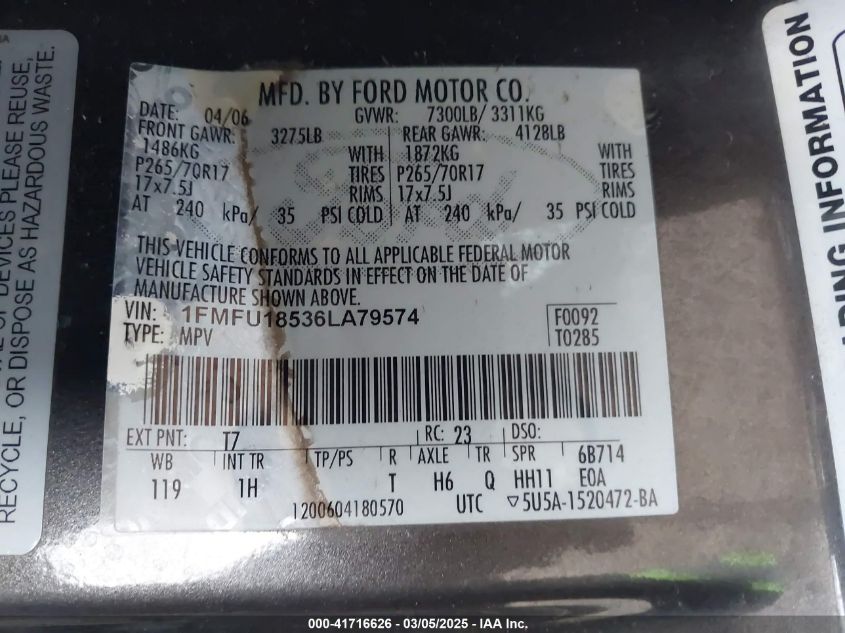 MFD. BY FORD MOTOR CO.
DATE: 04/06 GVWR: 7300LB/ 3311KG
FRONT GAWR: 3275LB REAR GAWR: 4128LB
1486KG WITH 1872KG WITH
P265/70R17 TIRES P265/70R17 TIRES
17x7.5J RIMS 17x7.5J RIMS
AT 240 kPa/ 35 PSI COLD AT 240 kPa/ 35 PSI COLD
THIS VEHICLE CONFORMS TO ALL APPLICABLE FEDERAL MOTOR
VEHICLE SAFETY STANDARDS IN EFFECT ON THE DATE OF
MANUFACTURE SHOWN ABOVE.
VIN: 1FMFU18536LA79574 F0092
TYPE: MPV T0285
EXT PNT: T7 RC: 23 DSO:
WB INT TR TP/PS R AXLE TR SPR 6B714
119 1H T H6 Q HH11 E0A
1200604180570 UTC ▽5U5A-1520472-BA
DEVICES PLEASE REUSE,
RECYCLE, OR DISPOSE AS HAZARDOUS WASTE.
INFORMATION
000-41716626 - 03/05/2025 - IAA Inc.